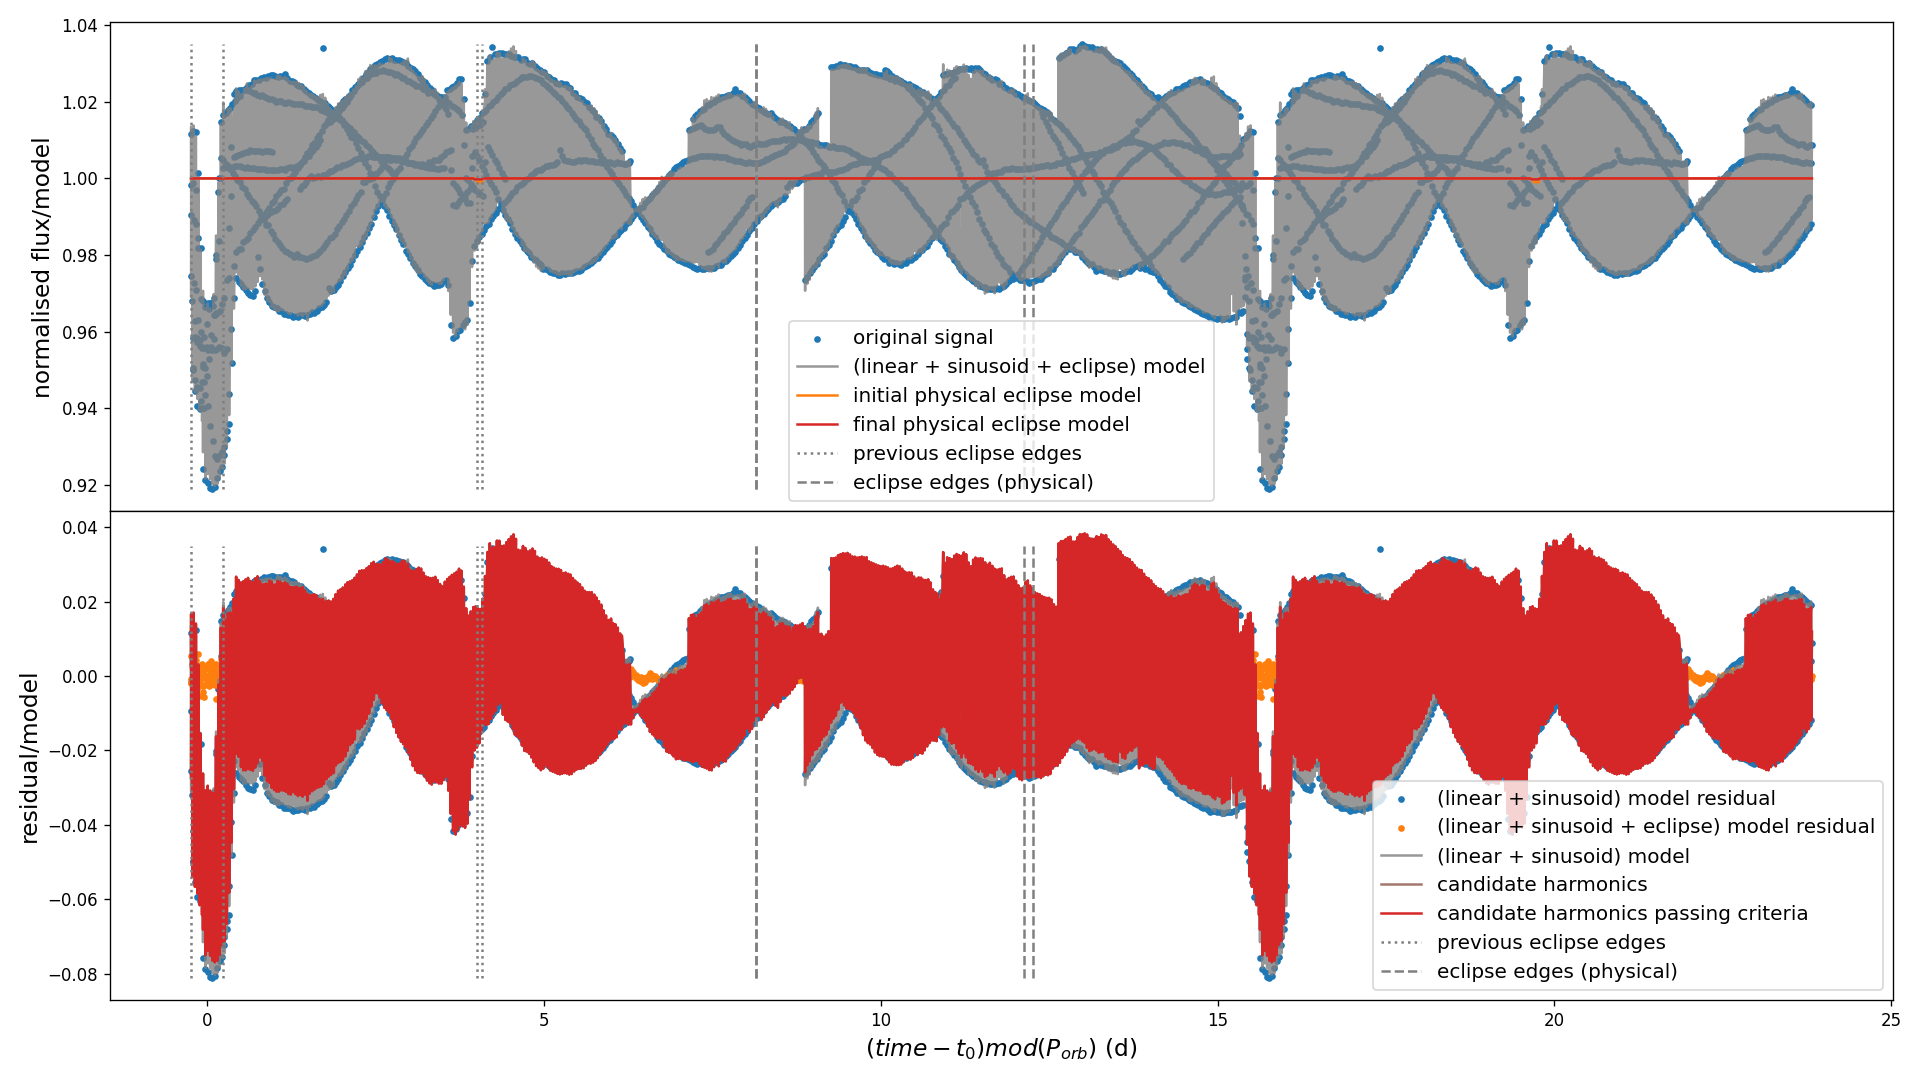 1.04
1.02
1.00
0.98
0.96
0.94
0.92
normalised flux/model
original signal
(linear + sinusoid + eclipse) model
initial physical eclipse model
final physical eclipse model
previous eclipse edges
eclipse edges (physical)
0.04
0.02
0.00
−0.02
−0.04
−0.06
−0.08
residual/model
(linear + sinusoid) model residual
(linear + sinusoid + eclipse) model residual
(linear + sinusoid) model
candidate harmonics
candidate harmonics passing criteria
previous eclipse edges
eclipse edges (physical)
0 5 10 15 20 25
(time − t₀)mod(P_orb) (d)